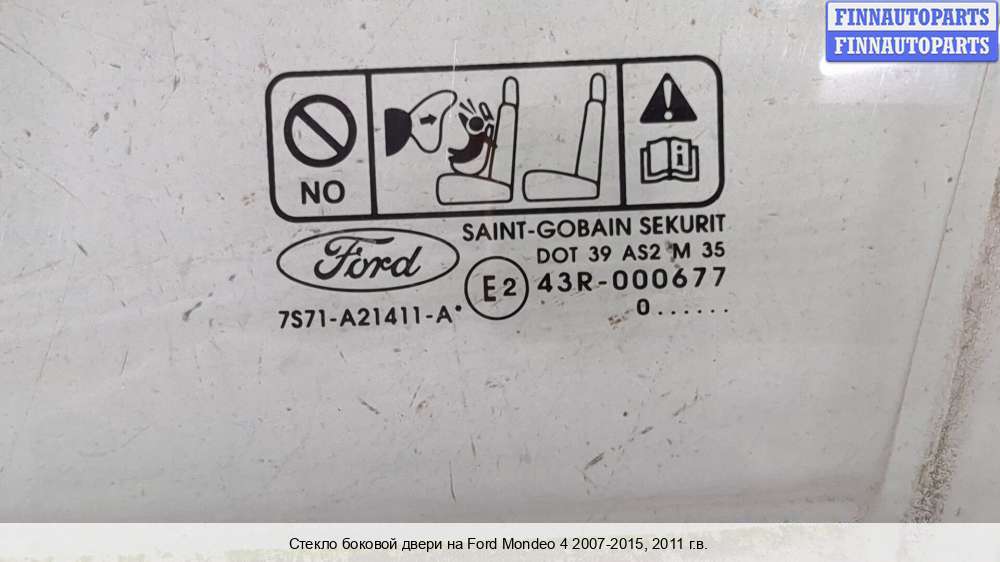 FINNAUTOPARTS
FINNAUTOPARTS
NO
i
SAINT-GOBAIN SEKURIT
Ford
DOT 39 AS2 M 35
E2
43R-000677
7S71-A21411-A
0......
Стекло боковой двери на Ford Mondeo 4 2007-2015, 2011 г.в.